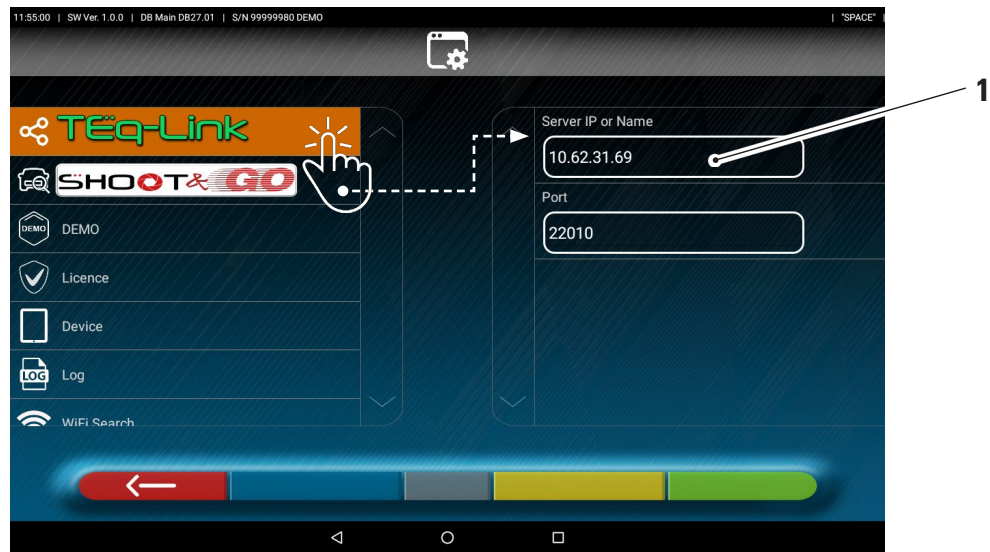 11:55:00 | SW Ver. 1.0.0 | DB Main DB27.01 | S/N 99999980 DEMO | "SPACE" |
TEq-Link
SHOOT& GO
DEMO DEMO
Licence
Device
LOG Log
WiFi Search
Server IP or Name
10.62.31.69
Port
22010
1